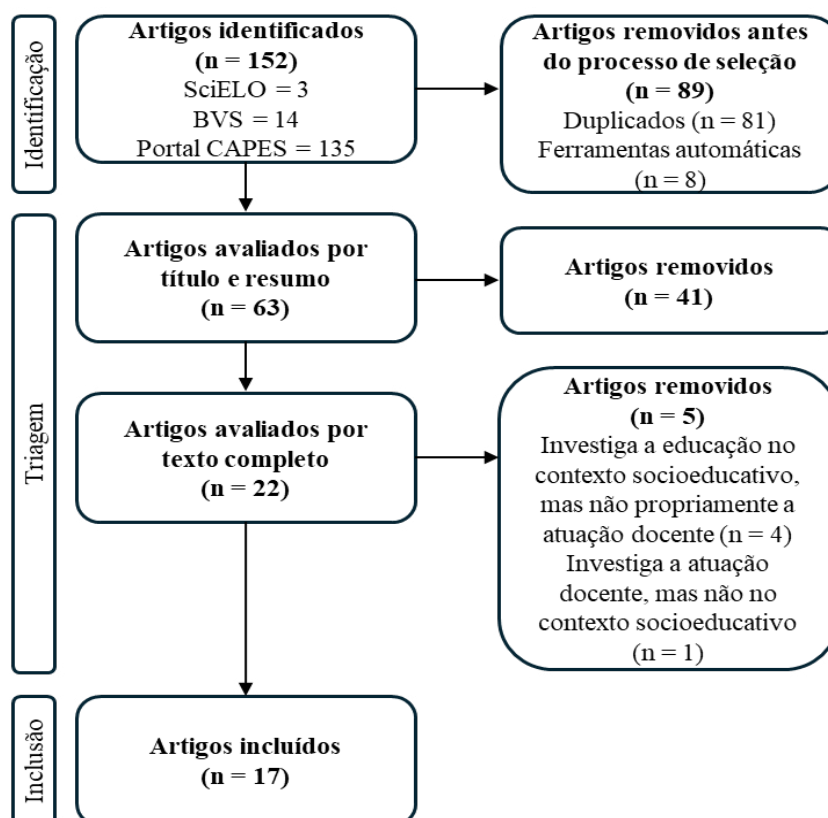 Identificação
Artigos identificados
(n = 152)
SciELO = 3
BVS = 14
Portal CAPES = 135
Artigos removidos antes
do processo de seleção
(n = 89)
Duplicados (n = 81)
Ferramentas automáticas
(n = 8)
Triagem
Artigos avaliados por
título e resumo
(n = 63)
Artigos removidos
(n = 41)
Artigos avaliados por
texto completo
(n = 22)
Artigos removidos
(n = 5)
Investiga a educação no
contexto socioeducativo,
mas não propriamente a
atuação docente (n = 4)
Investiga a atuação
docente, mas não no
contexto socioeducativo
(n = 1)
Inclusão
Artigos incluídos
(n = 17)